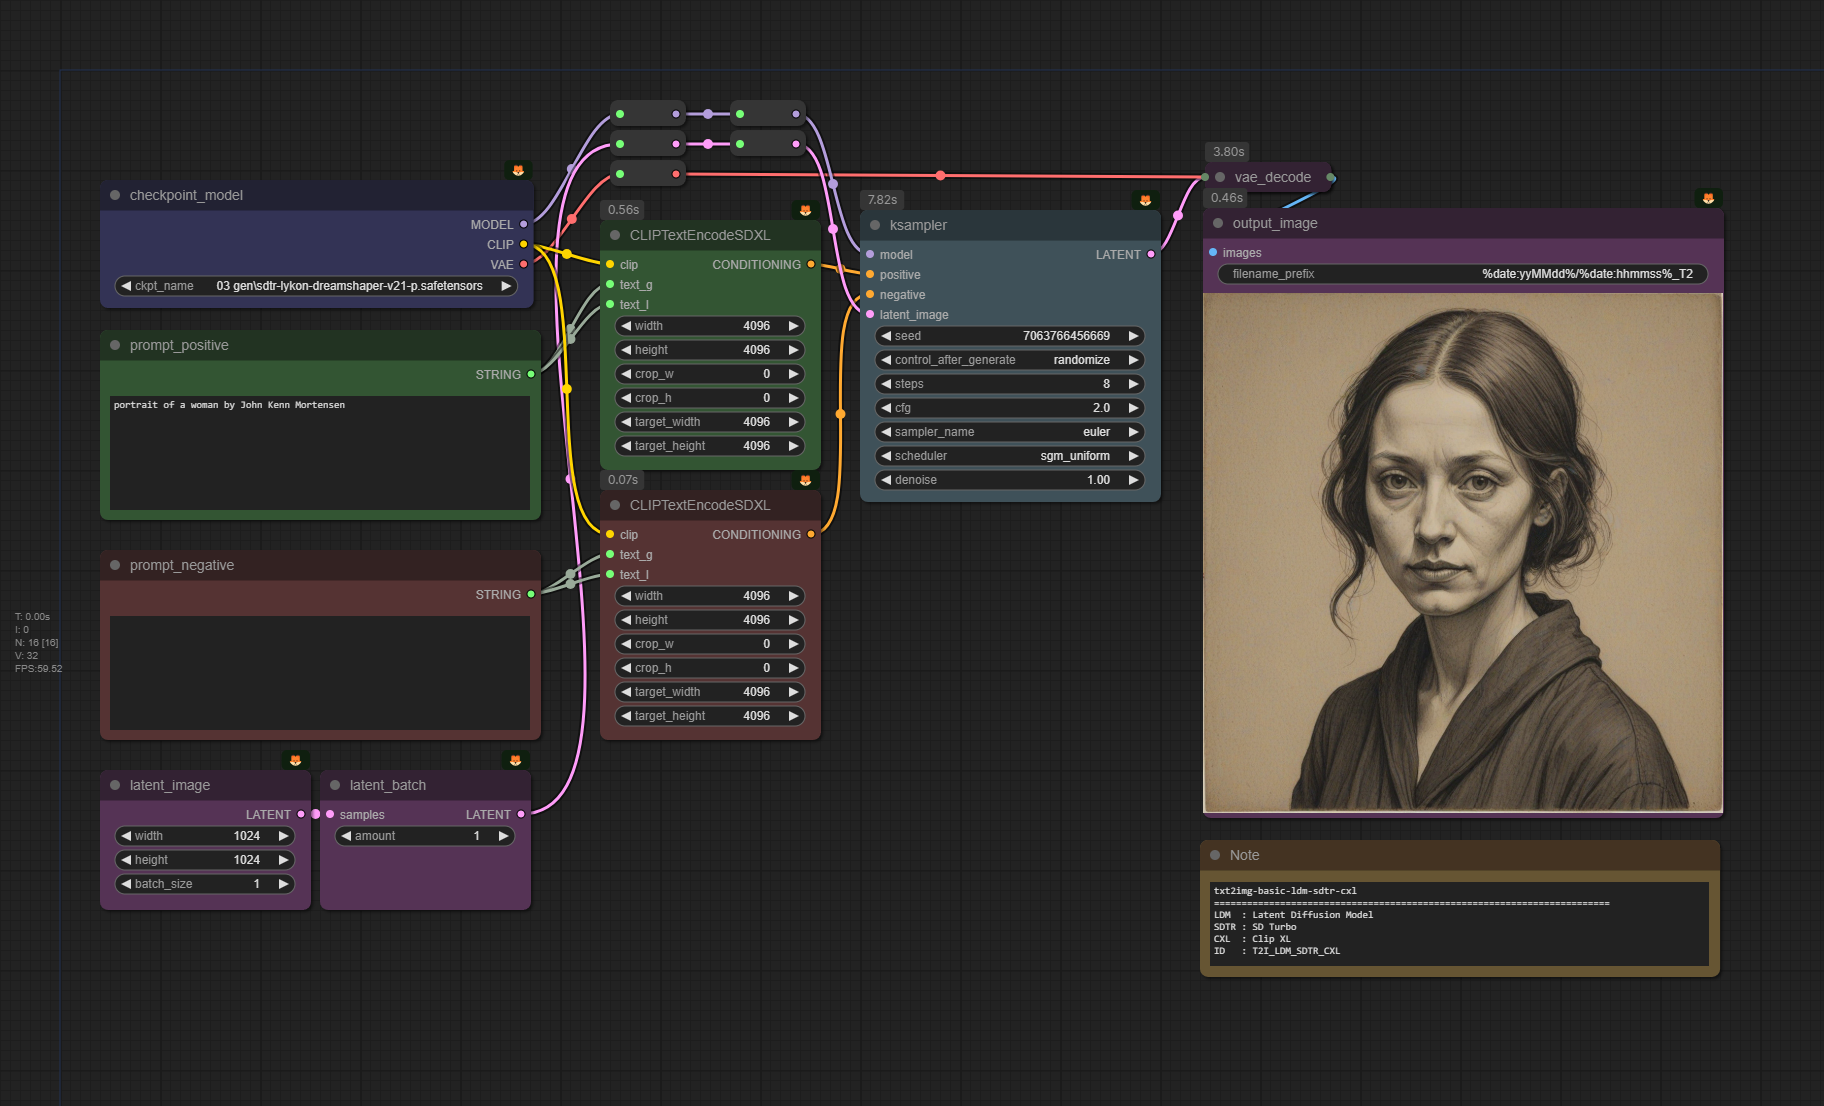 checkpoint_model
MODEL
CLIP
VAE
ckpt_name 03 gen\sdtr-lykon-dreamshaper-v21-p.safetensors
prompt_positive
STRING
portrait of a woman by John Kenn Mortensen
prompt_negative
STRING
T: 0.00s
I: 0
N: 16 [16]
V: 32
FPS:59.52
latent_image
LATENT
width 1024
height 1024
batch_size 1
latent_batch
samples LATENT
amount 1
0.56s
CLIPTextEncodeSDXL
clip CONDITIONING
text_g
text_l
width 4096
height 4096
crop_w 0
crop_h 0
target_width 4096
target_height 4096
0.07s
CLIPTextEncodeSDXL
clip CONDITIONING
text_g
text_l
width 4096
height 4096
crop_w 0
crop_h 0
target_width 4096
target_height 4096
7.82s
ksampler
model LATENT
positive
negative
latent_image
seed 7063766456669
control_after_generate randomize
steps 8
cfg 2.0
sampler_name euler
scheduler sgm_uniform
denoise 1.00
3.80s
vae_decode
0.46s
output_image
images
filename_prefix %date:yyMMdd%/%date:hhmmss%_T2
Note
txt2img-basic-ldm-sdtr-cxl
========================================================================
LDM : Latent Diffusion Model
SDTR : SD Turbo
CXL : Clip XL
ID : T2I_LDM_SDTR_CXL